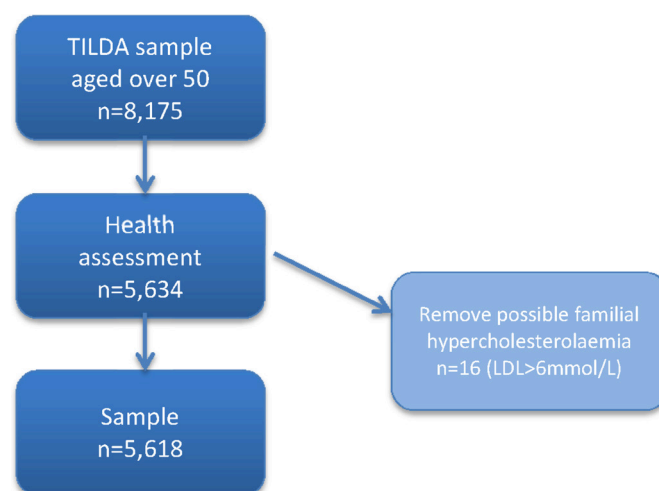 TILDA sample
aged over 50
n=8,175
Health
assessment
n=5,634
Remove possible familial
hypercholesterolaemia
n=16 (LDL>6mmol/L)
Sample
n=5,618